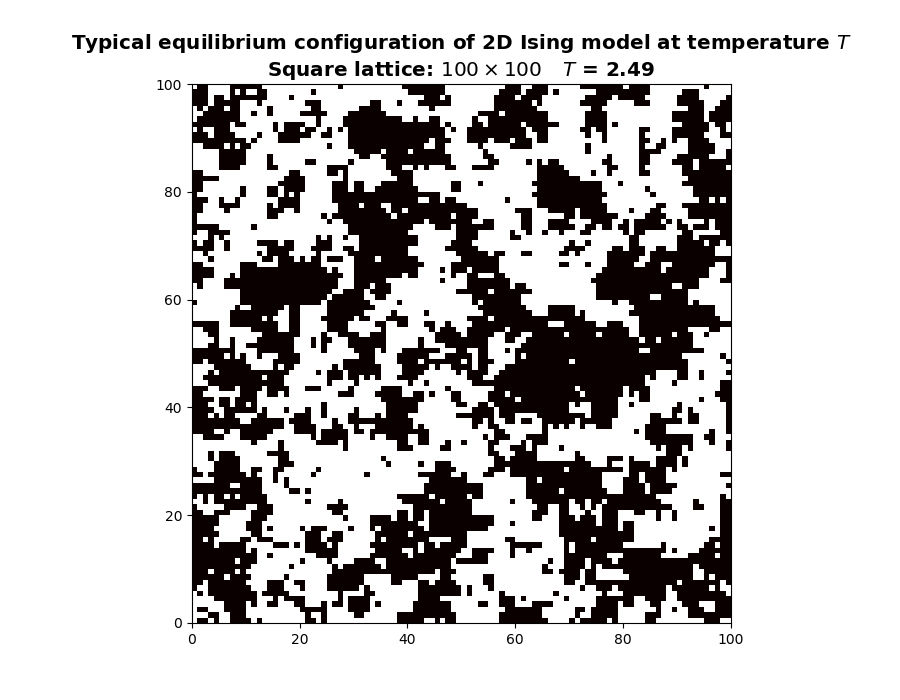 Typical equilibrium configuration of 2D Ising model at temperature T
Square lattice: 100 × 100 T = 2.49
100
80
60
40
20
0
0 20 40 60 80 100